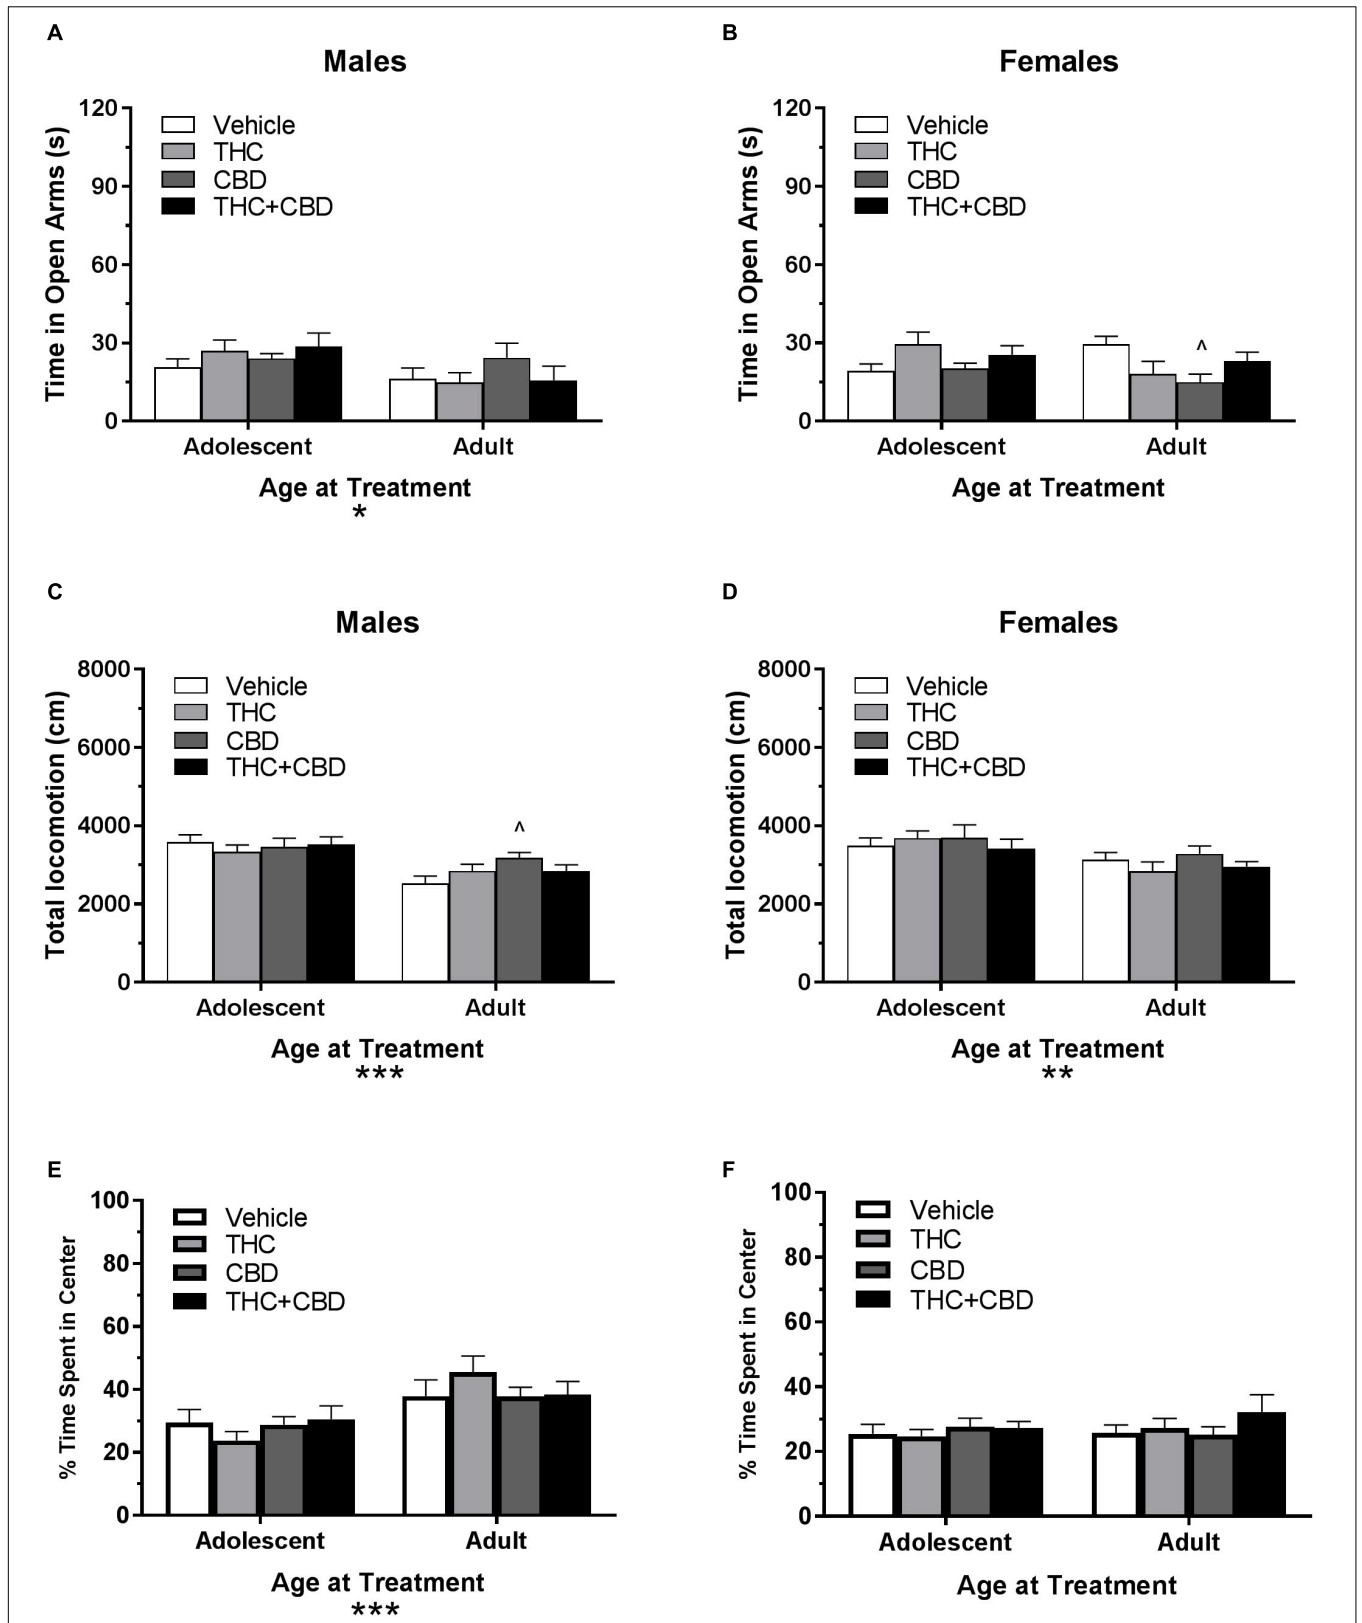 A
Males
120
90
60
30
0
Time in Open Arms (s)
Vehicle
THC
CBD
THC+CBD
Adolescent
Adult
Age at Treatment
*
B
Females
120
90
60
30
0
Time in Open Arms (s)
Vehicle
THC
CBD
THC+CBD
^
Adolescent
Adult
Age at Treatment
C
Males
8000
6000
4000
2000
0
Total locomotion (cm)
Vehicle
THC
CBD
THC+CBD
^
Adolescent
Adult
Age at Treatment
***
D
Females
8000
6000
4000
2000
0
Total locomotion (cm)
Vehicle
THC
CBD
THC+CBD
Adolescent
Adult
Age at Treatment
**
E
100
80
60
40
20
0
% Time Spent in Center
Vehicle
THC
CBD
THC+CBD
Adolescent
Adult
Age at Treatment
***
F
100
80
60
40
20
0
% Time Spent in Center
Vehicle
THC
CBD
THC+CBD
Adolescent
Adult
Age at Treatment